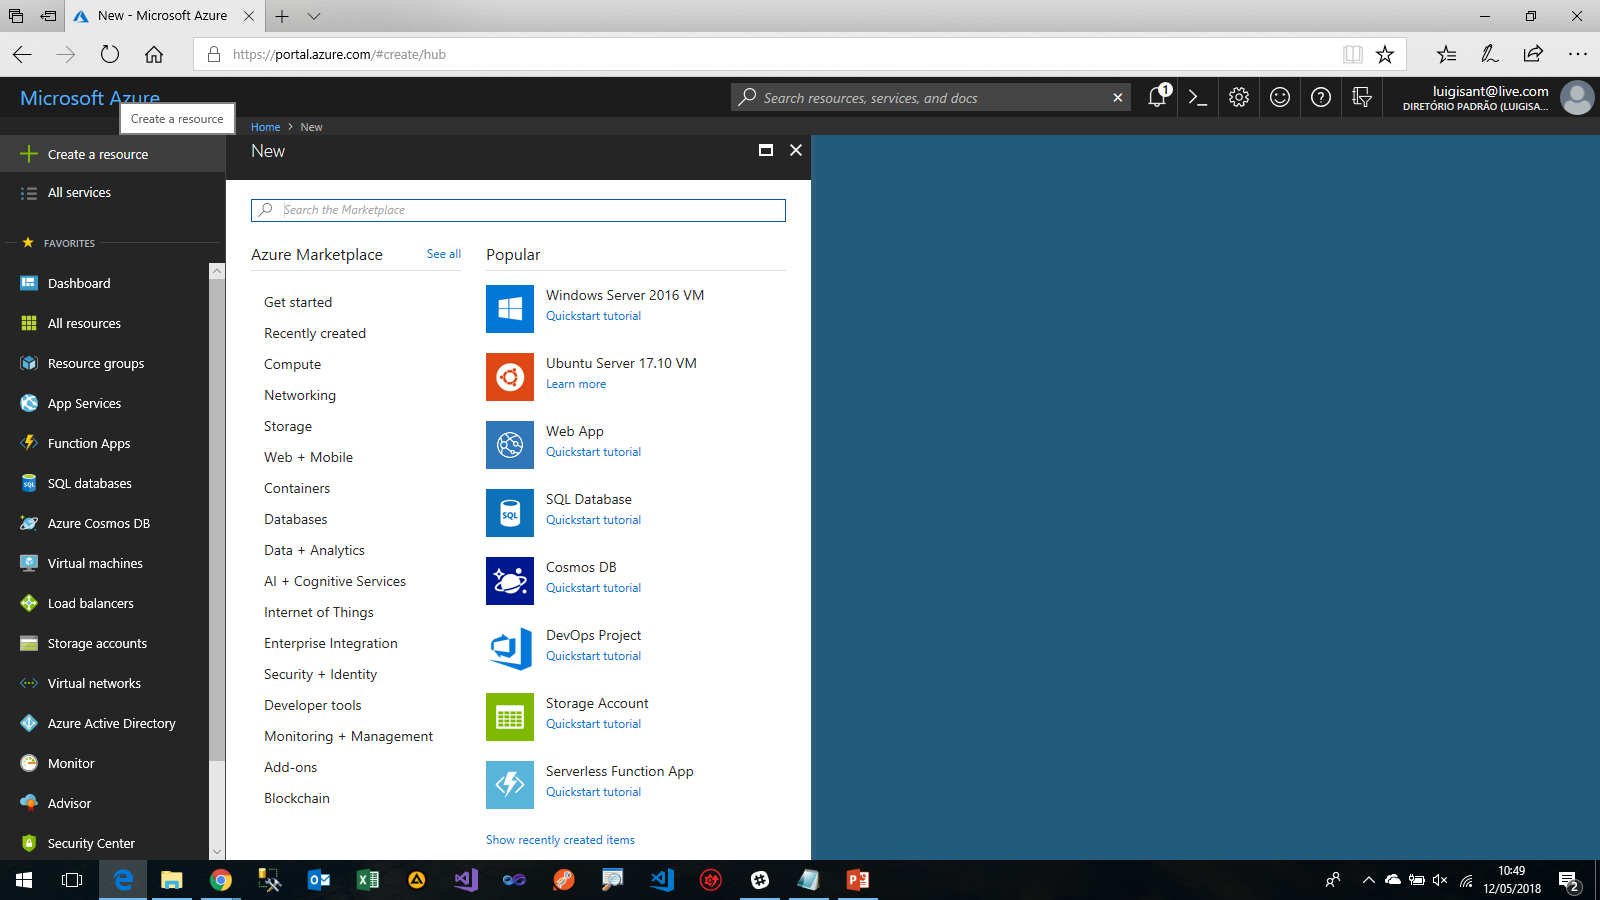 New - Microsoft Azure
https://portal.azure.com/#create/hub
Microsoft Azure
Search resources, services, and docs
1
luigisant@live.com
DIRETÓRIO PADRÃO (LUIGISA...
Create a resource
Home > New
Create a resource
All services
FAVORITES
Dashboard
All resources
Resource groups
App Services
Function Apps
SQL databases
Azure Cosmos DB
Virtual machines
Load balancers
Storage accounts
Virtual networks
Azure Active Directory
Monitor
Advisor
Security Center
New
Search the Marketplace
Azure Marketplace
See all
Get started
Recently created
Compute
Networking
Storage
Web + Mobile
Containers
Databases
Data + Analytics
AI + Cognitive Services
Internet of Things
Enterprise Integration
Security + Identity
Developer tools
Monitoring + Management
Add-ons
Blockchain
Popular
Windows Server 2016 VM
Quickstart tutorial
Ubuntu Server 17.10 VM
Learn more
Web App
Quickstart tutorial
SQL
SQL Database
Quickstart tutorial
Cosmos DB
Quickstart tutorial
DevOps Project
Quickstart tutorial
Storage Account
Quickstart tutorial
Serverless Function App
Quickstart tutorial
Show recently created items
10:49
12/05/2018
2